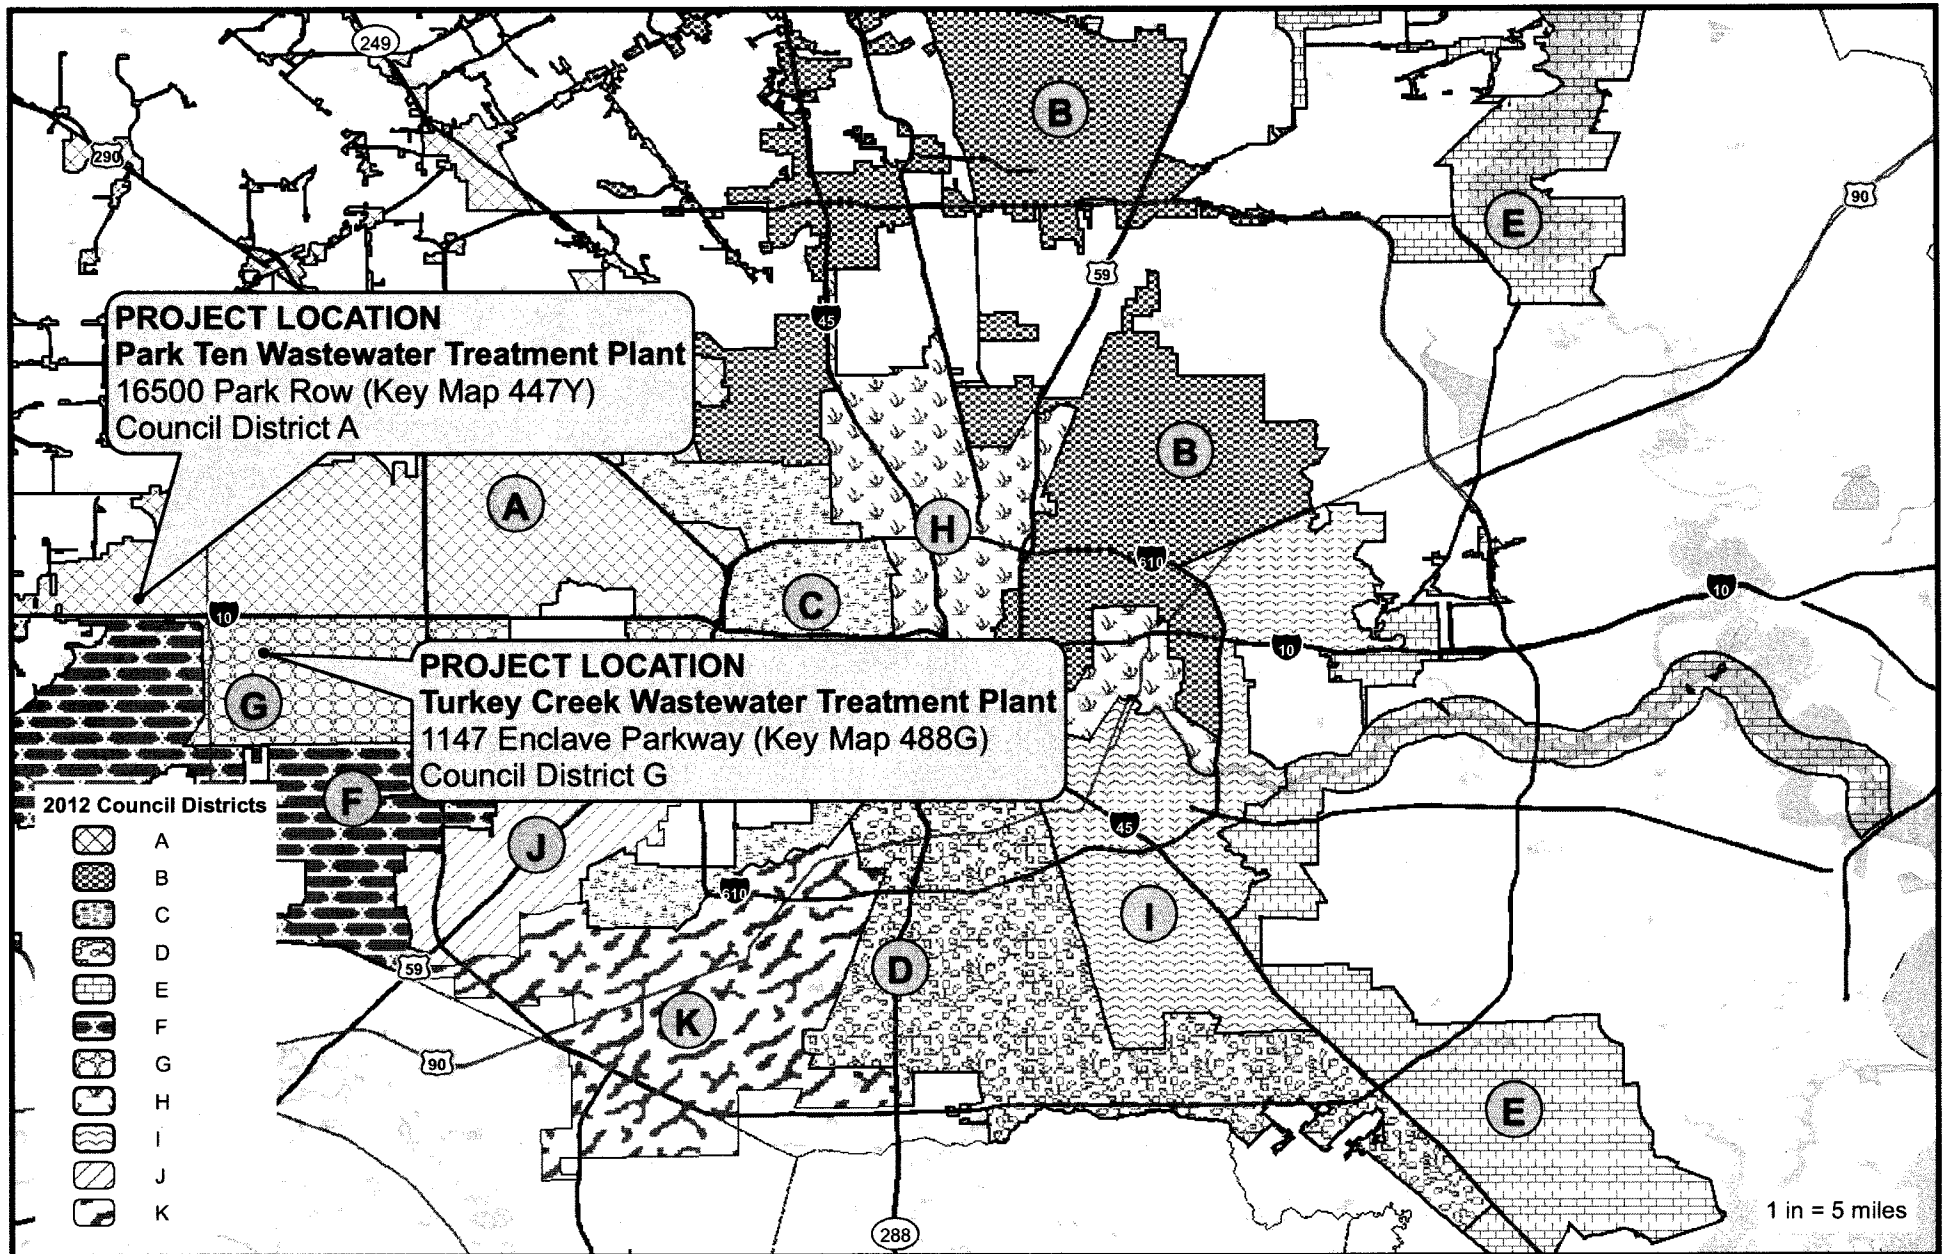 249
B
290
90
E
59
PROJECT LOCATION
Park Ten Wastewater Treatment Plant
16500 Park Row (Key Map 447Y)
Council District A
45
B
A
H
610
C
10
10
10
PROJECT LOCATION
Turkey Creek Wastewater Treatment Plant
1147 Enclave Parkway (Key Map 488G)
Council District G
G
F
45
J
610
I
59
D
K
90
E
288
2012 Council Districts
A
B
C
D
E
F
G
H
I
J
K
1 in = 5 miles